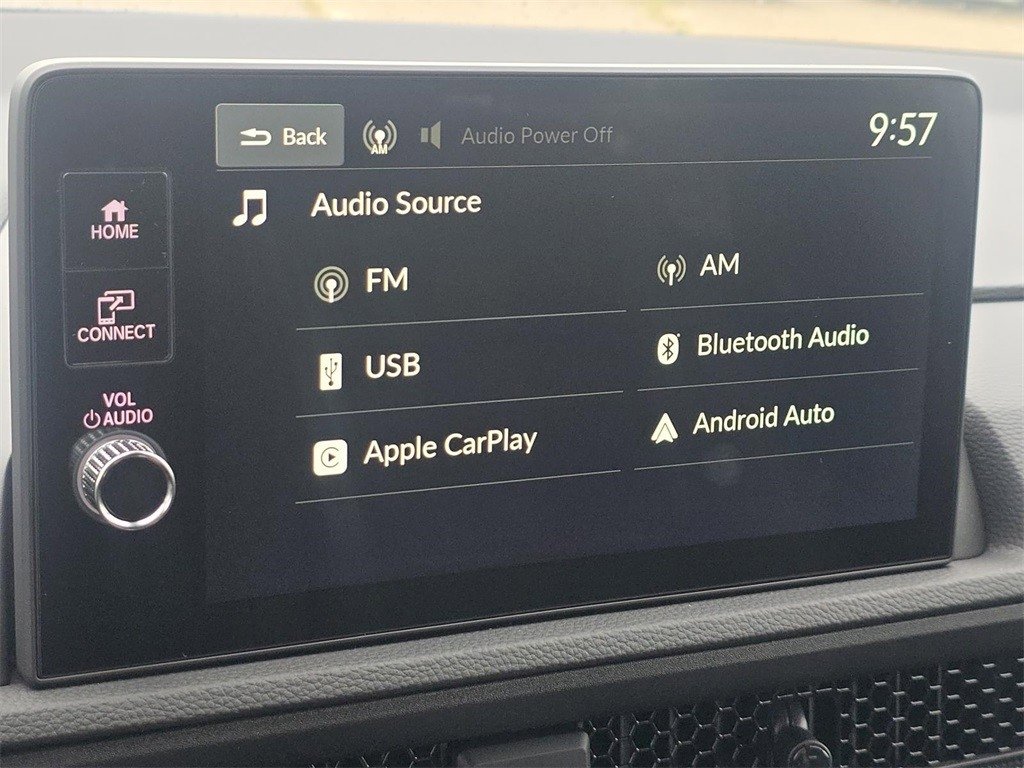 Back AM Audio Power Off 9:57
Audio Source
HOME
CONNECT
VOL
AUDIO
FM
AM
USB
Bluetooth Audio
Apple CarPlay
Android Auto